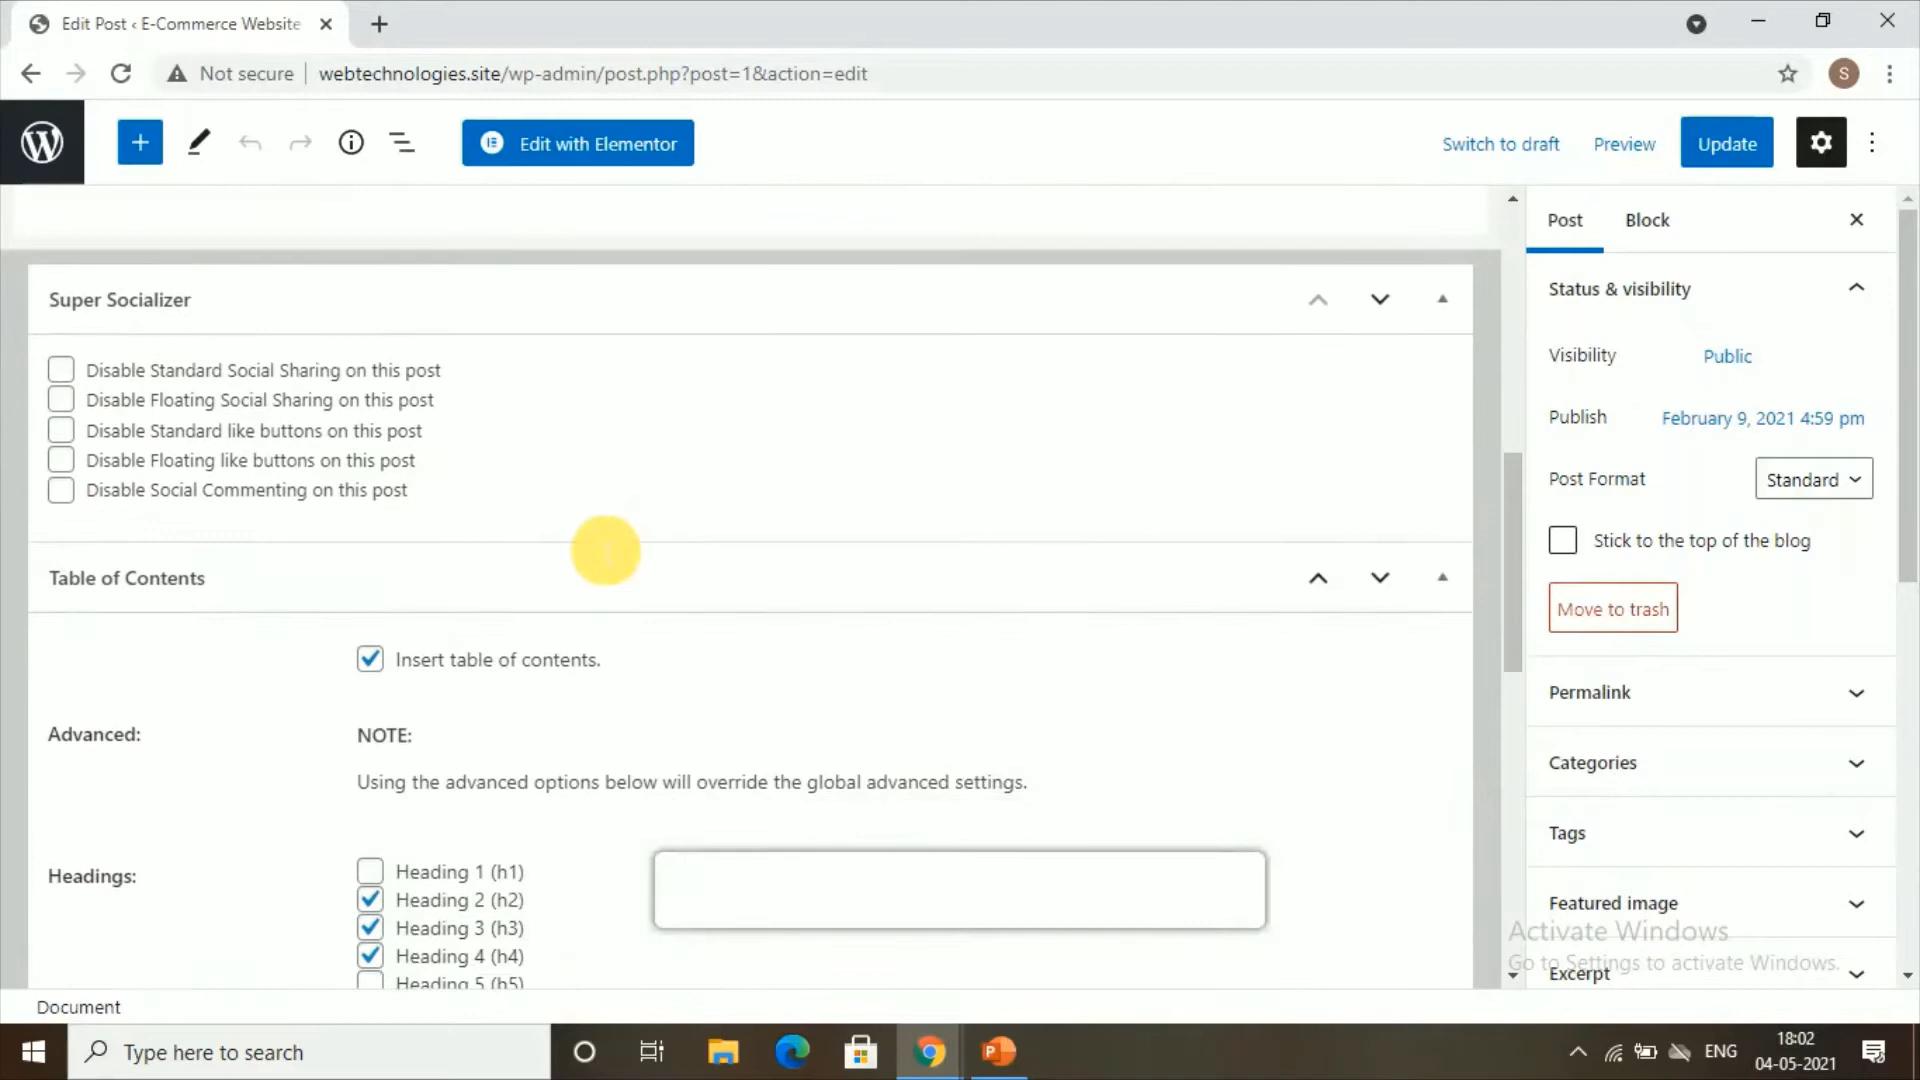 Edit Post ‹ E-Commerce Website
Not secure
webtechnologies.site/wp-admin/post.php?post=1&action=edit
S
Edit with Elementor
Switch to draft
Preview
Update
Post
Block
Super Socializer
Disable Standard Social Sharing on this post
Disable Floating Social Sharing on this post
Disable Standard like buttons on this post
Disable Floating like buttons on this post
Disable Social Commenting on this post
Table of Contents
Insert table of contents.
Advanced:
NOTE:
Using the advanced options below will override the global advanced settings.
Headings:
Heading 1 (h1)
Heading 2 (h2)
Heading 3 (h3)
Heading 4 (h4)
Heading 5 (h5)
Status & visibility
Visibility
Public
Publish
February 9, 2021 4:59 pm
Post Format
Standard
Stick to the top of the blog
Move to trash
Permalink
Categories
Tags
Featured image
Activate Windows
Go to Settings to activate Windows.
Excerpt
Document
Type here to search
ENG
18:02
04-05-2021